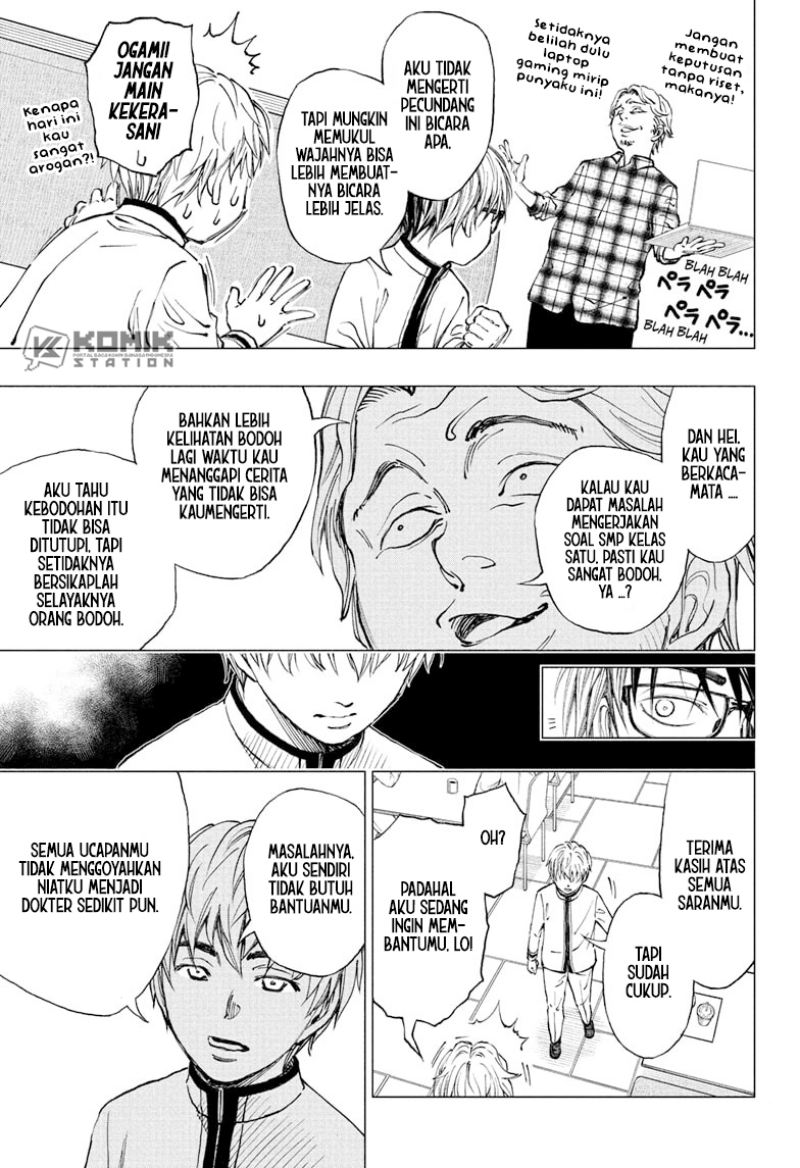 JANGAN
MEMBUAT
KEPUTUSAN
TANPA RISET,
MAKANYA!
SETIDAKNYA
BELILAH DULU
LAPTOP
GAMING MIRIP
PUNYAKU INI!
BLAH BLAH
ペラ ペラ
ペラ ペラ...
BLAH BLAH
AKU TIDAK
MENGERTI
PECUNDANG
INI BICARA
APA.
TAPI MUNGKIN
MEMUKUL
WAJAHNYA BISA
LEBIH MEMBUAT-
NYA BICARA
LEBIH JELAS.
OGAMII
JANGAN
MAIN
KEKERA-
SANI
KENAPA
HARI INI
KAU
SANGAT
AROGAN?!
KOMIK
STATION
DAN HEI,
KAU YANG
BERKACA-
MATA ....
KALAU KAU
DAPAT MASALAH
MENGERJAKAN
SOAL SMP KELAS
SATU, PASTI KAU
SANGAT BODOH,
YA ...?
BAHKAN LEBIH
KELIHATAN BODOH
LAGI WAKTU KAU
MENANGGAPI CERITA
YANG TIDAK BISA
KAUMENGERTI.
AKU TAHU
KEBODOHAN ITU
TIDAK BISA
DITUTUPI, TAPI
SETIDAKNYA
BERSIKAPLAH
SELAYAKNYA
ORANG BODOH.
TERIMA
KASIH ATAS
SEMUA
SARANMU.
TAPI
SUDAH
CUKUP.
OH?
PADAHAL
AKU SEDANG
INGIN MEM-
BANTUMU, LOI
MASALAHNYA,
AKU SENDIRI
TIDAK BUTUH
BANTUANMU.
SEMUA UCAPANMU
TIDAK MENGGOYAHKAN
NIATKU MENJADI
DOKTER SEDIKIT PUN.